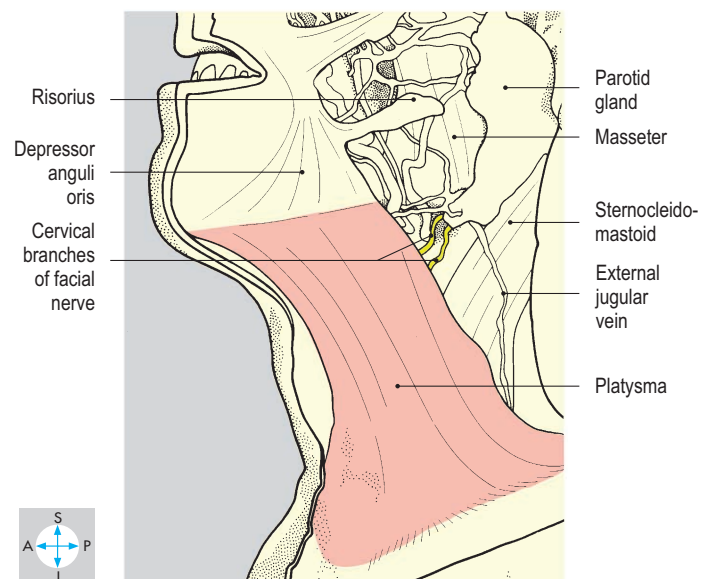 Risorius
Depressor
anguli
oris
Cervical
branches
of facial
nerve
Parotid
gland
Masseter
Sternocleido-
mastoid
External
jugular
vein
Platysma
S
A
P
I